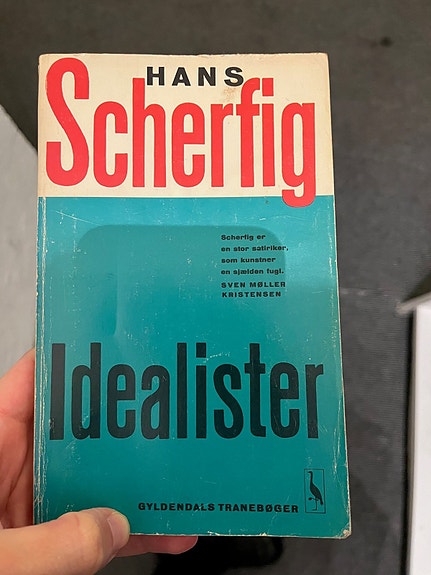 HANS
Scherfig
Scherfig er
en stor satiriker,
som kunstner
en sjælden fugl.
SVEN MØLLER
KRISTENSEN
Idealister
GYLDENDALS TRANEBØGER